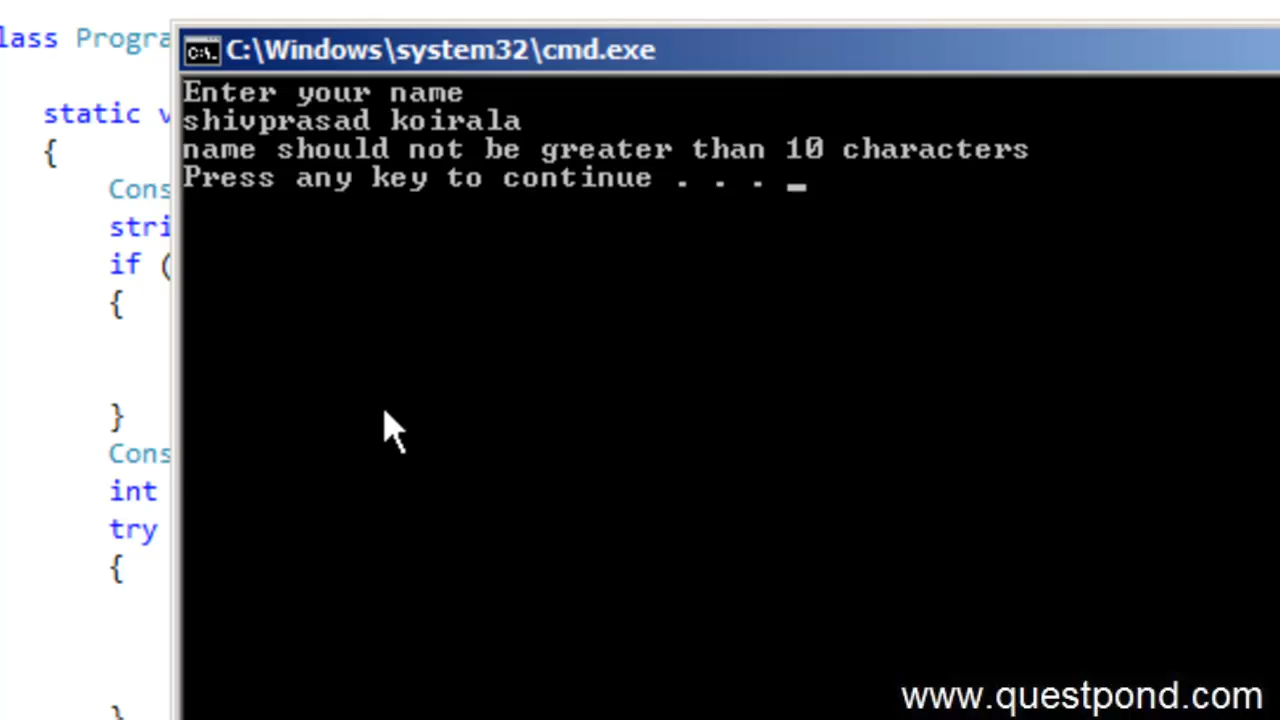 C:\Windows\system32\cmd.exe
Enter your name
shivprasad koirala
name should not be greater than 10 characters
Press any key to continue . . . _
lass Progra
static v
{
Cons
stri
if (
{
}
Cons
int
try
{
}
www.questpond.com